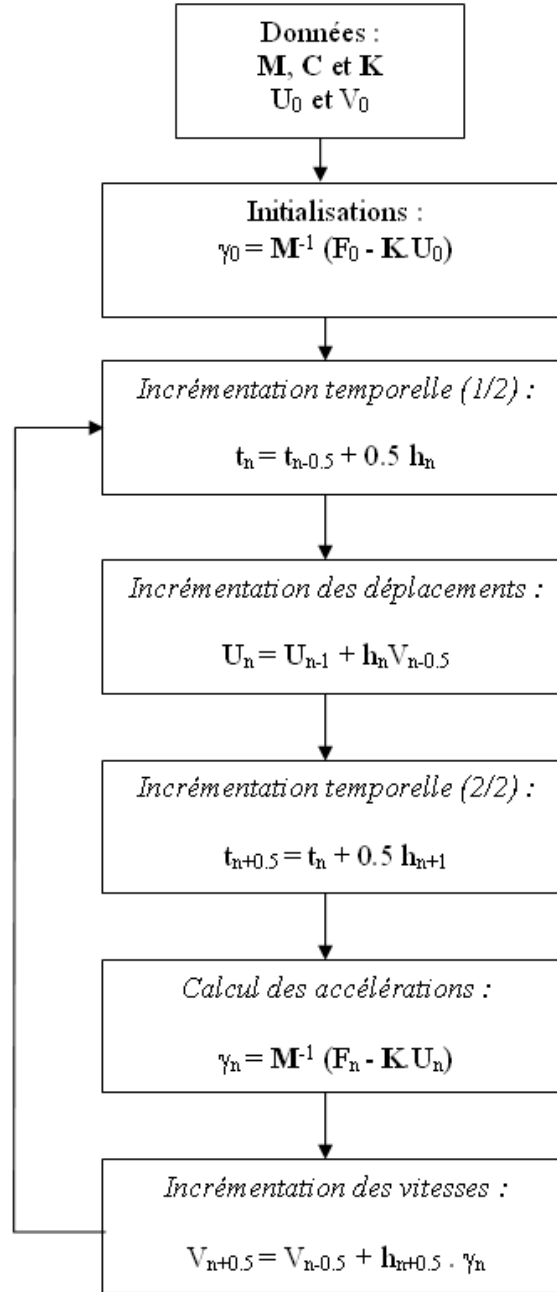 Données :
M, C et K
U₀ et V₀
Initialisations :
γ₀ = M⁻¹ (F₀ - K.U₀)
Incrémentation temporelle (1/2) :
tₙ = tₙ₋₀.₅ + 0.5 hₙ
Incrémentation des déplacements :
Uₙ = Uₙ₋₁ + hₙVₙ₋₀.₅
Incrémentation temporelle (2/2) :
tₙ₊₀.₅ = tₙ + 0.5 hₙ₊₁
Calcul des accélérations :
γₙ = M⁻¹ (Fₙ - K.Uₙ)
Incrémentation des vitesses :
Vₙ₊₀.₅ = Vₙ₋₀.₅ + hₙ₊₀.₅ . γₙ